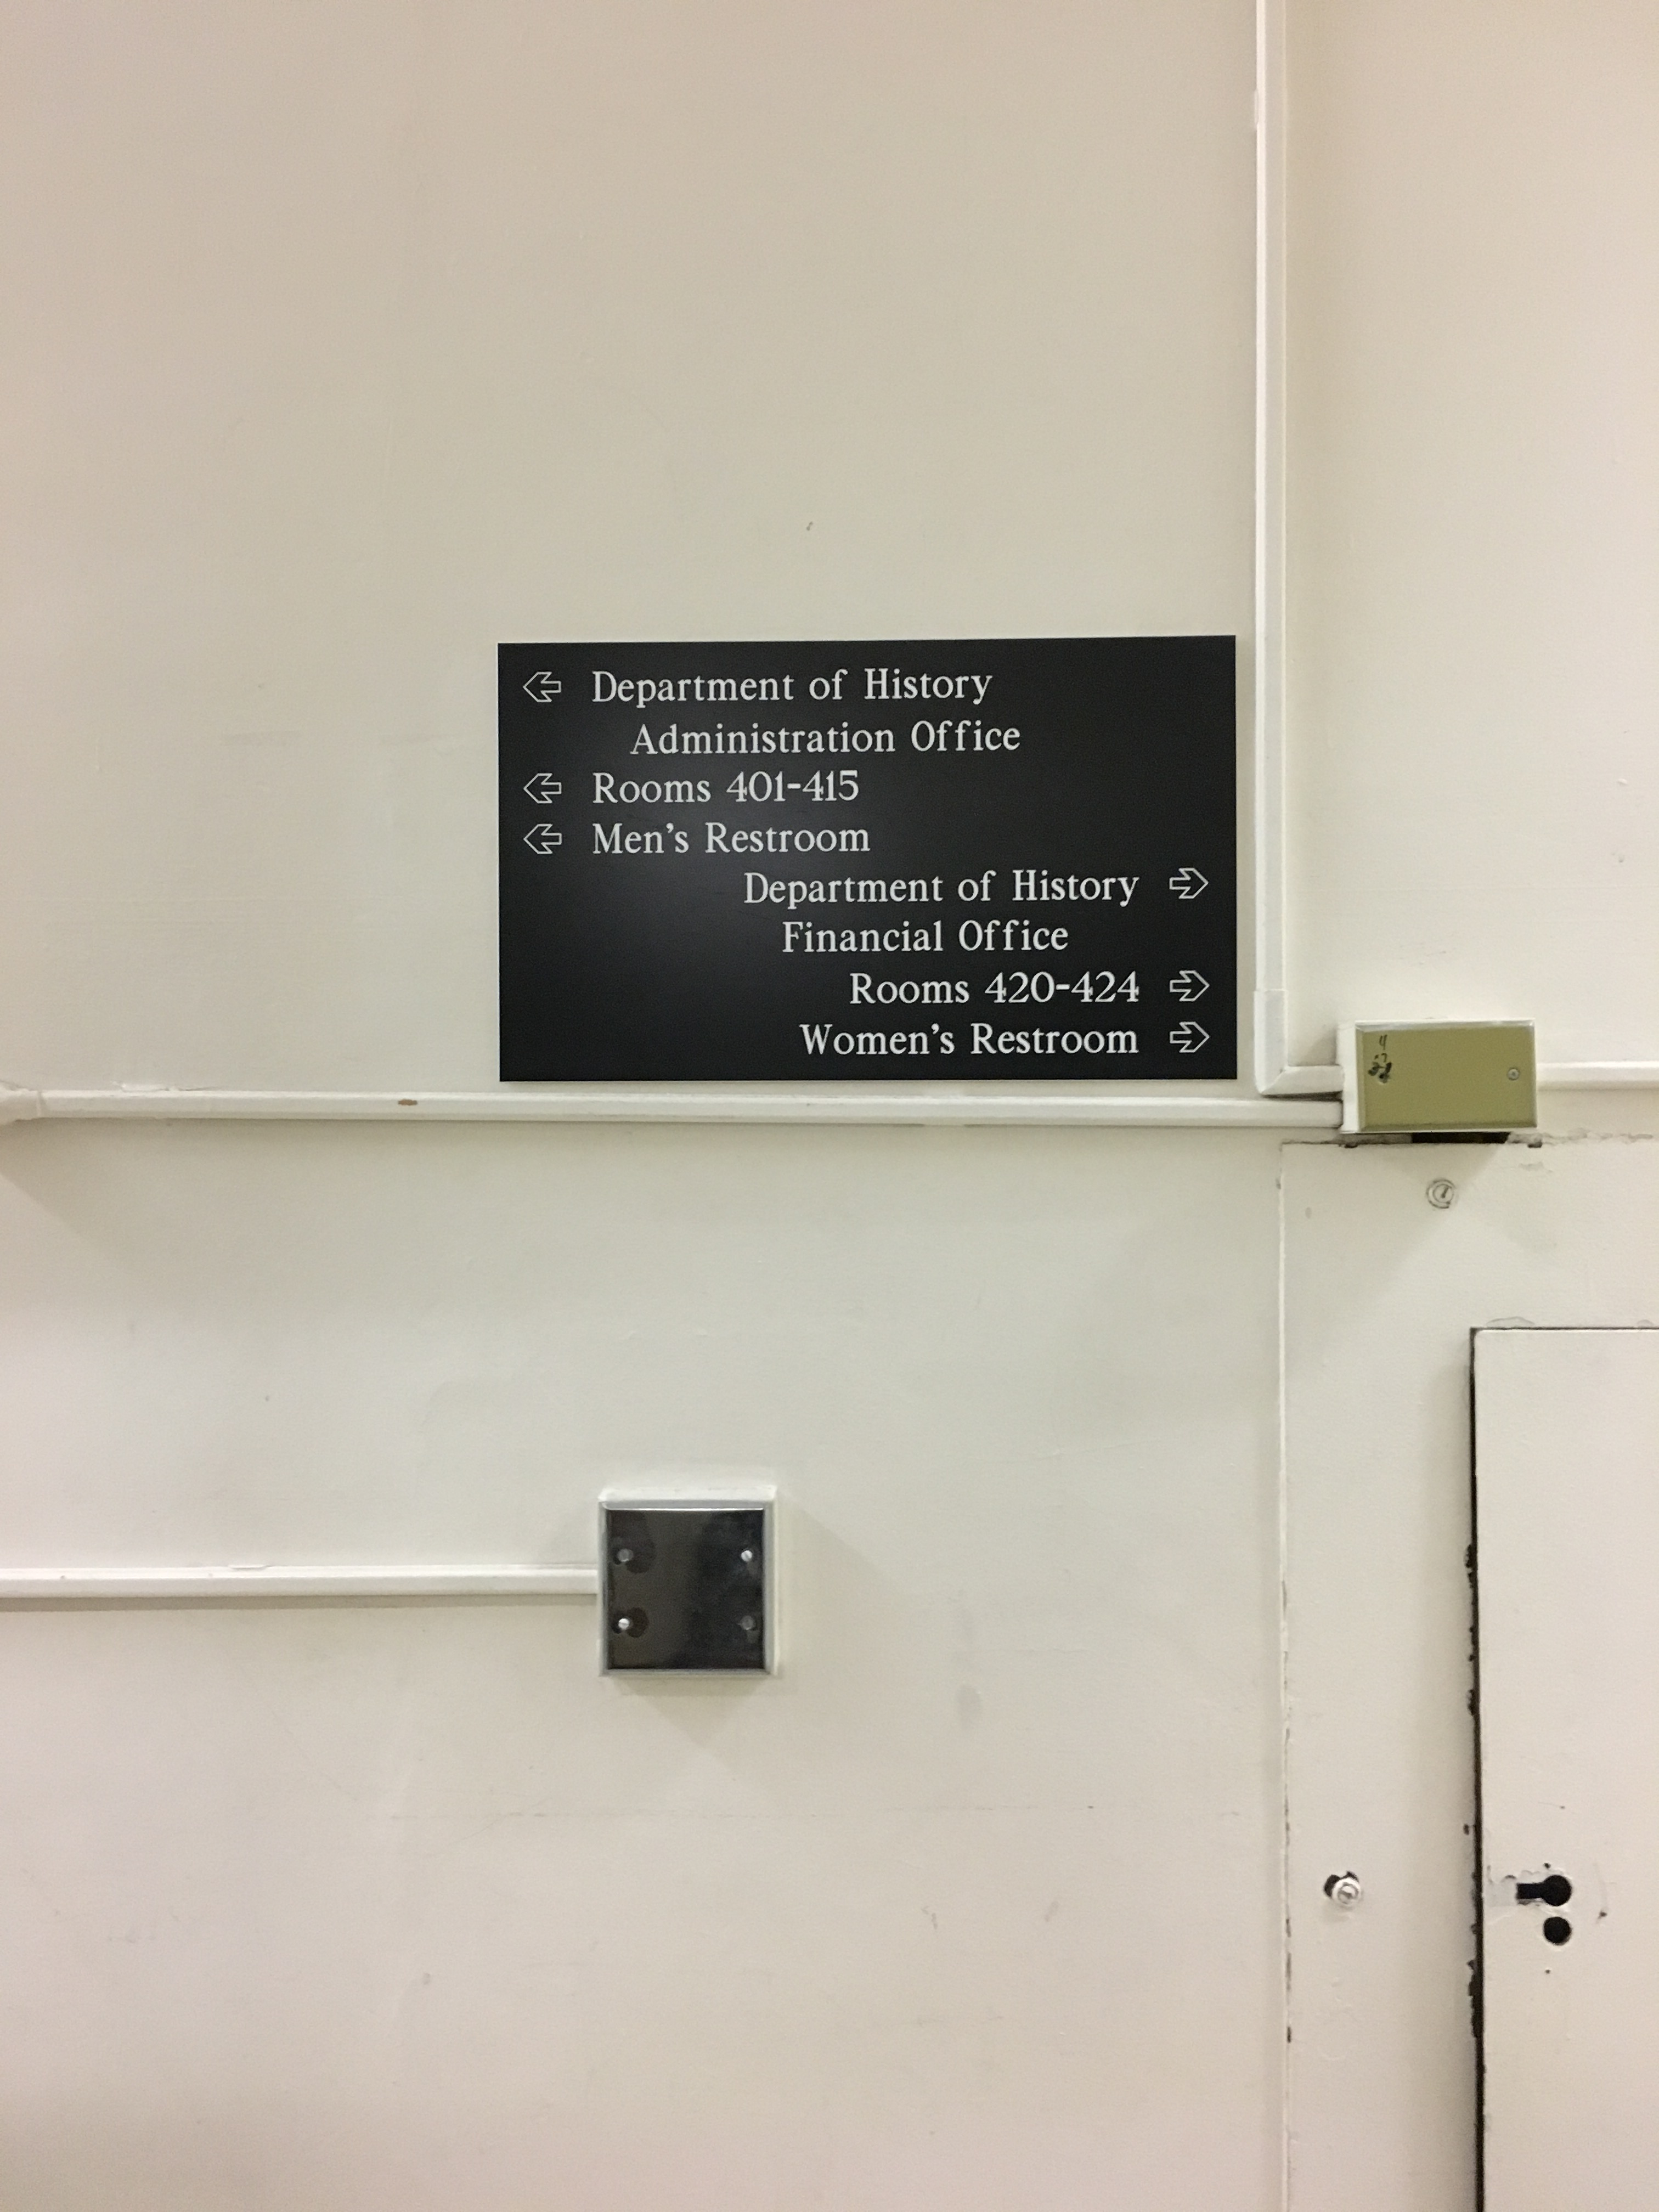 Department of History
Administration Office
Rooms 401-415
Men's Restroom
Department of History
Financial Office
Rooms 420-424
Women's Restroom